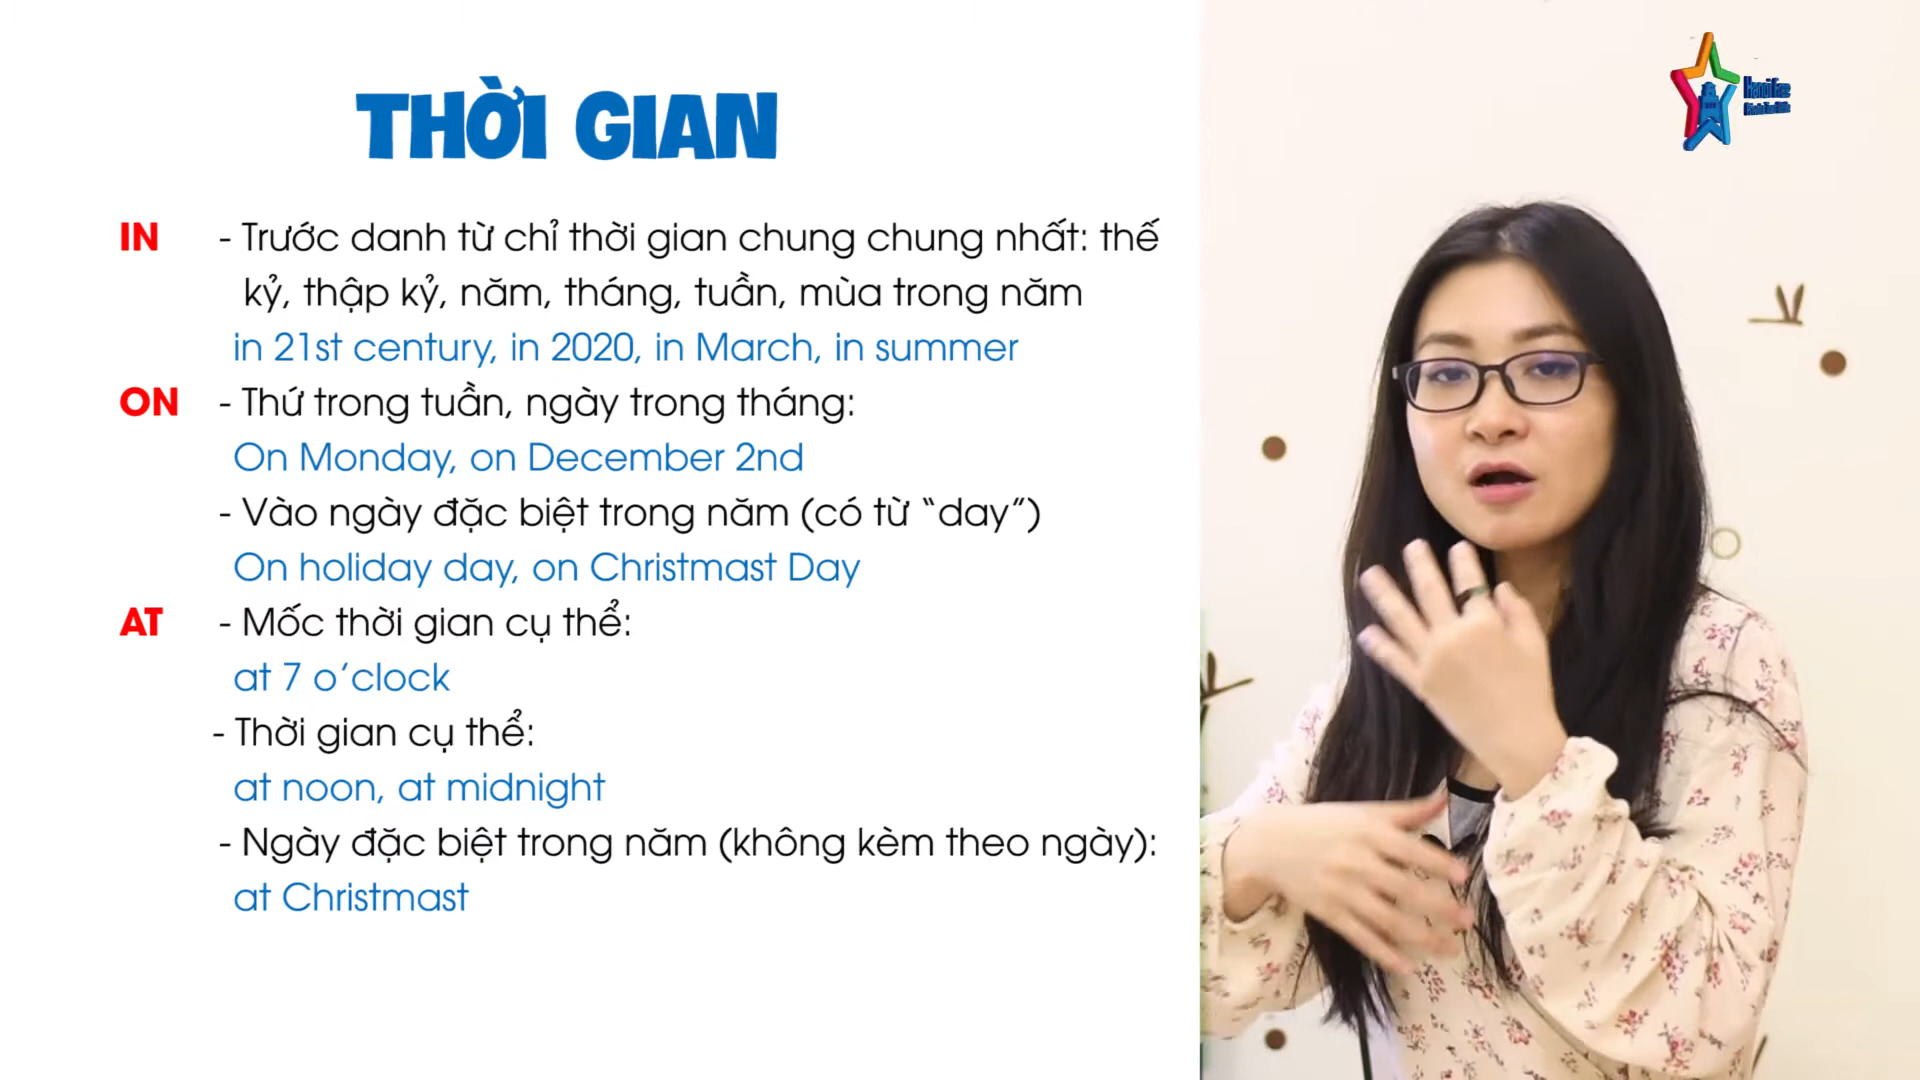 THỜI GIAN
IN - Trước danh từ chỉ thời gian chung chung nhất: thế
kỷ, thập kỷ, năm, tháng, tuần, mùa trong năm
in 21st century, in 2020, in March, in summer
ON - Thứ trong tuần, ngày trong tháng:
On Monday, on December 2nd
- Vào ngày đặc biệt trong năm (có từ “day”)
On holiday day, on Christmast Day
AT - Mốc thời gian cụ thể:
at 7 o’clock
- Thời gian cụ thể:
at noon, at midnight
- Ngày đặc biệt trong năm (không kèm theo ngày):
at Christmast
Hanoi Free